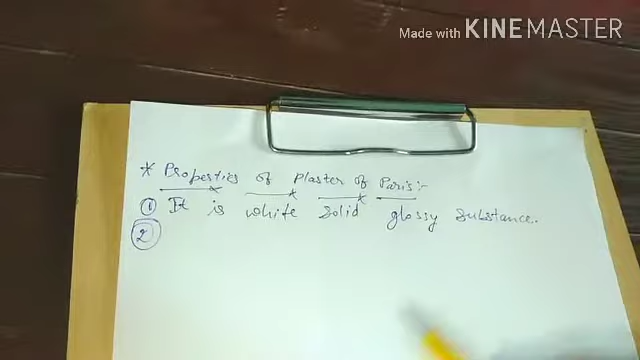 Made with KINEMASTER
* Properties of Plaster of Paris:-
① It is white solid glossy substance.
②